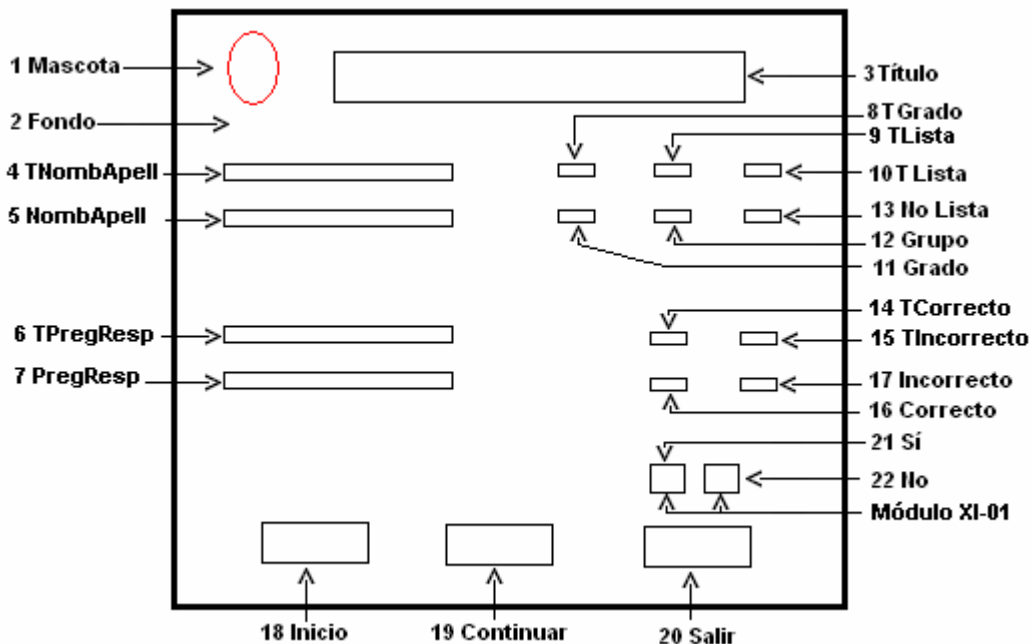 1 Mascota
3 Título
2 Fondo
8 T Grado
9 TLista
4 TNombApell
10 T Lista
5 NombApell
13 No Lista
12 Grupo
11 Grado
14 TCorrecto
6 TPregResp
15 TIncorrecto
7 PregResp
17 Incorrecto
16 Correcto
21 Sí
22 No
Módulo XI-01
18 Inicio
19 Continuar
20 Salir